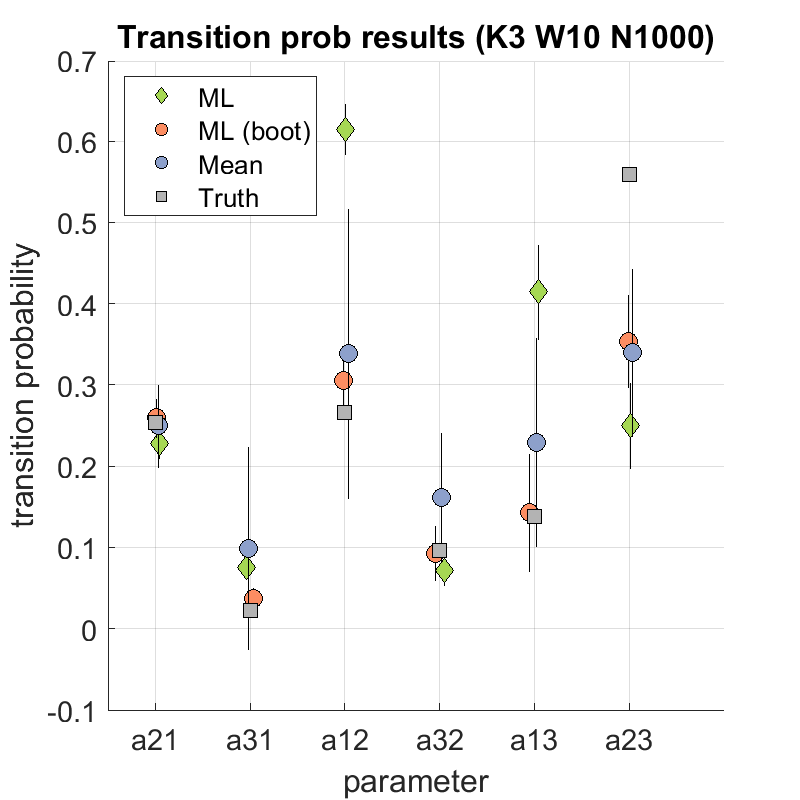 Transition prob results (K3 W10 N1000)
ML
ML (boot)
Mean
Truth
0.7
0.6
0.5
0.4
0.3
0.2
0.1
0
-0.1
transition probability
a21 a31 a12 a32 a13 a23
parameter